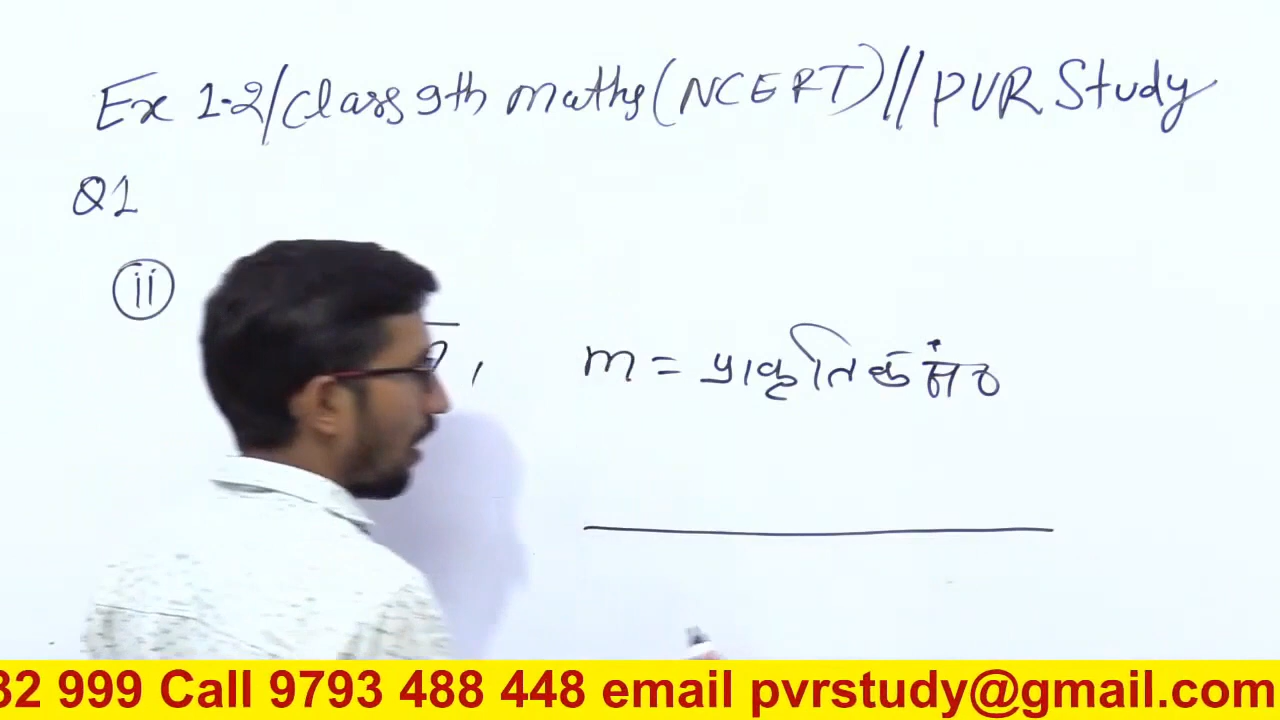 Ex 1.2/Class 9th maths (NCERT)//PVR Study
Q1
ii
m = प्राकृतिक सं०
32 999 Call 9793 488 448 email pvrstudy@gmail.com